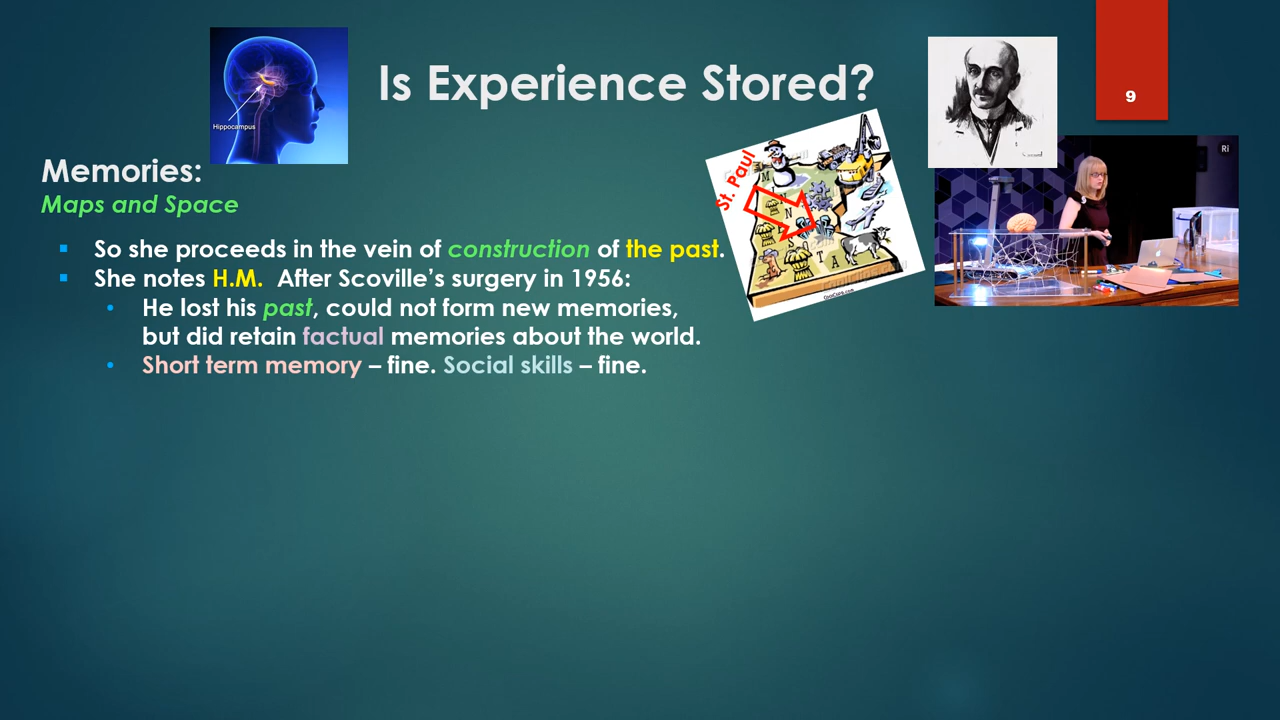 Is Experience Stored?
9
Hippocampus
Ri
Memories:
Maps and Space
St. Paul
MINNESOTA
So she proceeds in the vein of construction of the past.
She notes H.M.  After Scoville’s surgery in 1956:
He lost his past, could not form new memories,
but did retain factual memories about the world.
Short term memory – fine. Social skills – fine.